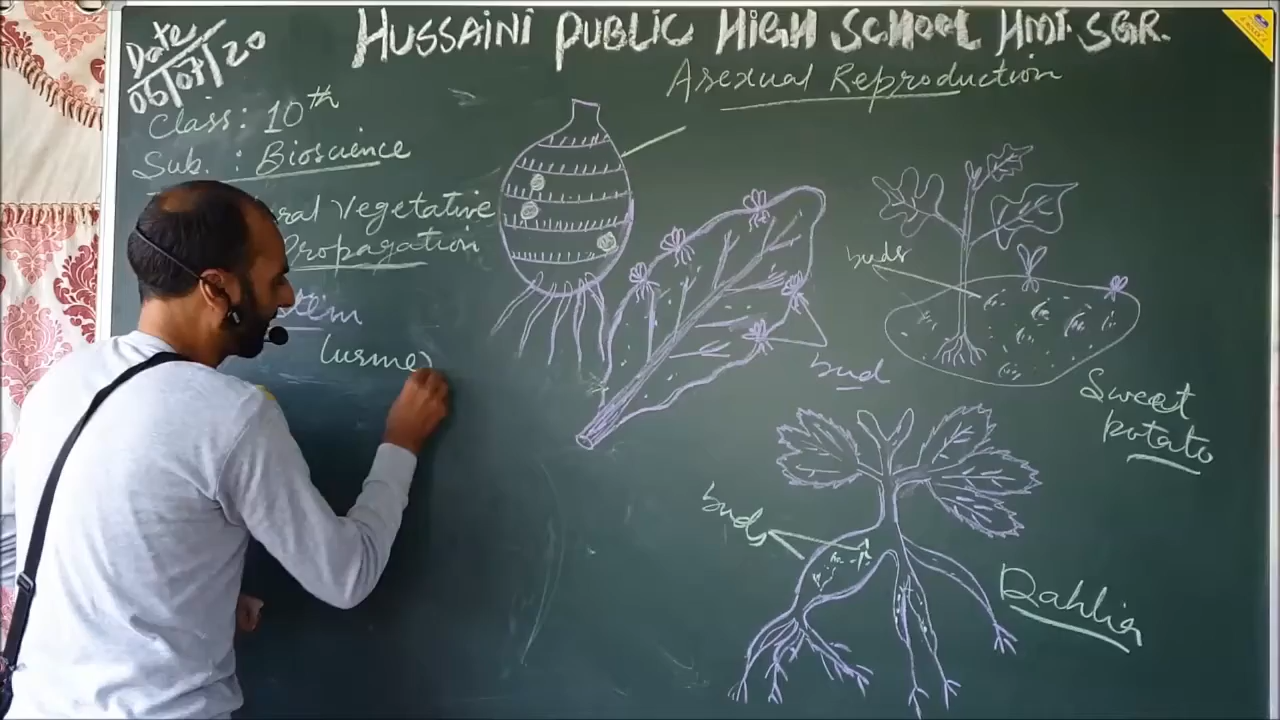 HUSSAINI PUBLIC HIGH SCHOOL HMT. SGR.
Date
06/07/20
Asexual Reproduction
Class: 10th
Sub. : Bioscience
Vegetative
Propagation
buds
bud
Sweet
potato
buds
Dahlia